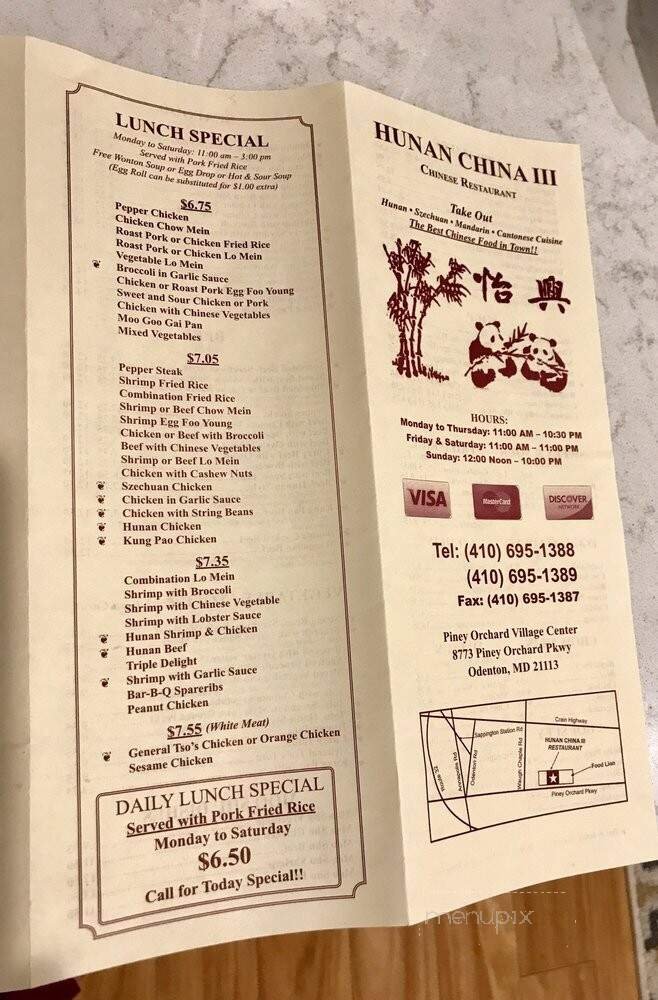 LUNCH SPECIAL
Monday to Saturday: 11:00 am – 3:00 pm
Served with Pork Fried Rice
Free Wonton Soup or Egg Drop or Hot & Sour Soup
(Egg Roll can be substituted for $1.00 extra)
$6.75
Pepper Chicken
Chicken Chow Mein
Roast Pork or Chicken Fried Rice
Roast Pork or Chicken Lo Mein
Vegetable Lo Mein
Broccoli in Garlic Sauce
Chicken or Roast Pork Egg Foo Young
Sweet and Sour Chicken or Pork
Chicken with Chinese Vegetables
Moo Goo Gai Pan
Mixed Vegetables
$7.05
Pepper Steak
Shrimp Fried Rice
Combination Fried Rice
Shrimp or Beef Chow Mein
Shrimp Egg Foo Young
Chicken or Beef with Broccoli
Beef with Chinese Vegetables
Shrimp or Beef Lo Mein
Chicken with Cashew Nuts
Szechuan Chicken
Chicken in Garlic Sauce
Chicken with String Beans
Hunan Chicken
Kung Pao Chicken
$7.35
Combination Lo Mein
Shrimp with Broccoli
Shrimp with Chinese Vegetable
Shrimp with Lobster Sauce
Hunan Shrimp & Chicken
Hunan Beef
Triple Delight
Shrimp with Garlic Sauce
Bar-B-Q Spareribs
Peanut Chicken
$7.55 (White Meat)
General Tso's Chicken or Orange Chicken
Sesame Chicken
DAILY LUNCH SPECIAL
Served with Pork Fried Rice
Monday to Saturday
$6.50
Call for Today Special!!
HUNAN CHINA III
CHINESE RESTAURANT
Take Out
Hunan • Szechuan • Mandarin • Cantonese Cuisine
The Best Chinese Food in Town!!
怡興
HOURS:
Monday to Thursday: 11:00 AM – 10:30 PM
Friday & Saturday: 11:00 AM – 11:00 PM
Sunday: 12:00 Noon – 10:00 PM
VISA
MasterCard
DISCOVER
NETWORK
Tel: (410) 695-1388
(410) 695-1389
Fax: (410) 695-1387
Piney Orchard Village Center
8773 Piney Orchard Pkwy
Odenton, MD 21113
Crain Highway
Sappington Station Rd
HUNAN CHINA III
RESTAURANT
Food Lion
Route 32
Annapolis Rd
Odenton Rd
Waugh Chaple Rd
Piney Orchard Pkwy
menupix